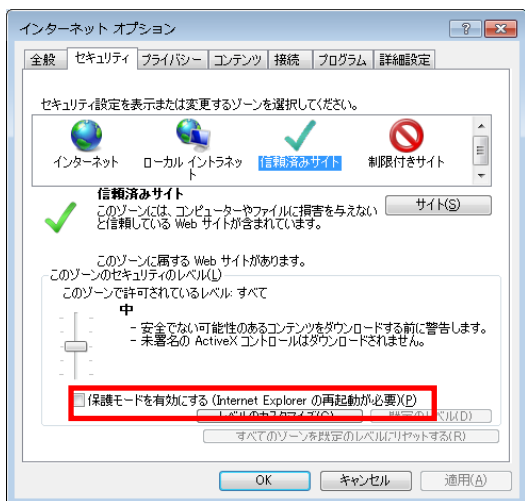 インターネット オプション
全般 セキュリティ プライバシー コンテンツ 接続 プログラム 詳細設定
セキュリティ設定を表示または変更するゾーンを選択してください。
インターネット ローカル イントラネット 信頼済みサイト 制限付きサイト
信頼済みサイト
このゾーンには、コンピューターやファイルに損害を与えない
と信頼している Web サイトが含まれています。
サイト(S)
このゾーンに属する Web サイトがあります。
このゾーンのセキュリティのレベル(L)
このゾーンで許可されているレベル: すべて
中
- 安全でない可能性のあるコンテンツをダウンロードする前に警告します。
- 未署名の ActiveX コントロールはダウンロードされません。
保護モードを有効にする (Internet Explorer の再起動が必要)(P)
レベルのカスタマイズ(C) 既定のレベル(D)
すべてのゾーンを既定のレベルにリセットする(R)
OK キャンセル 適用(A)